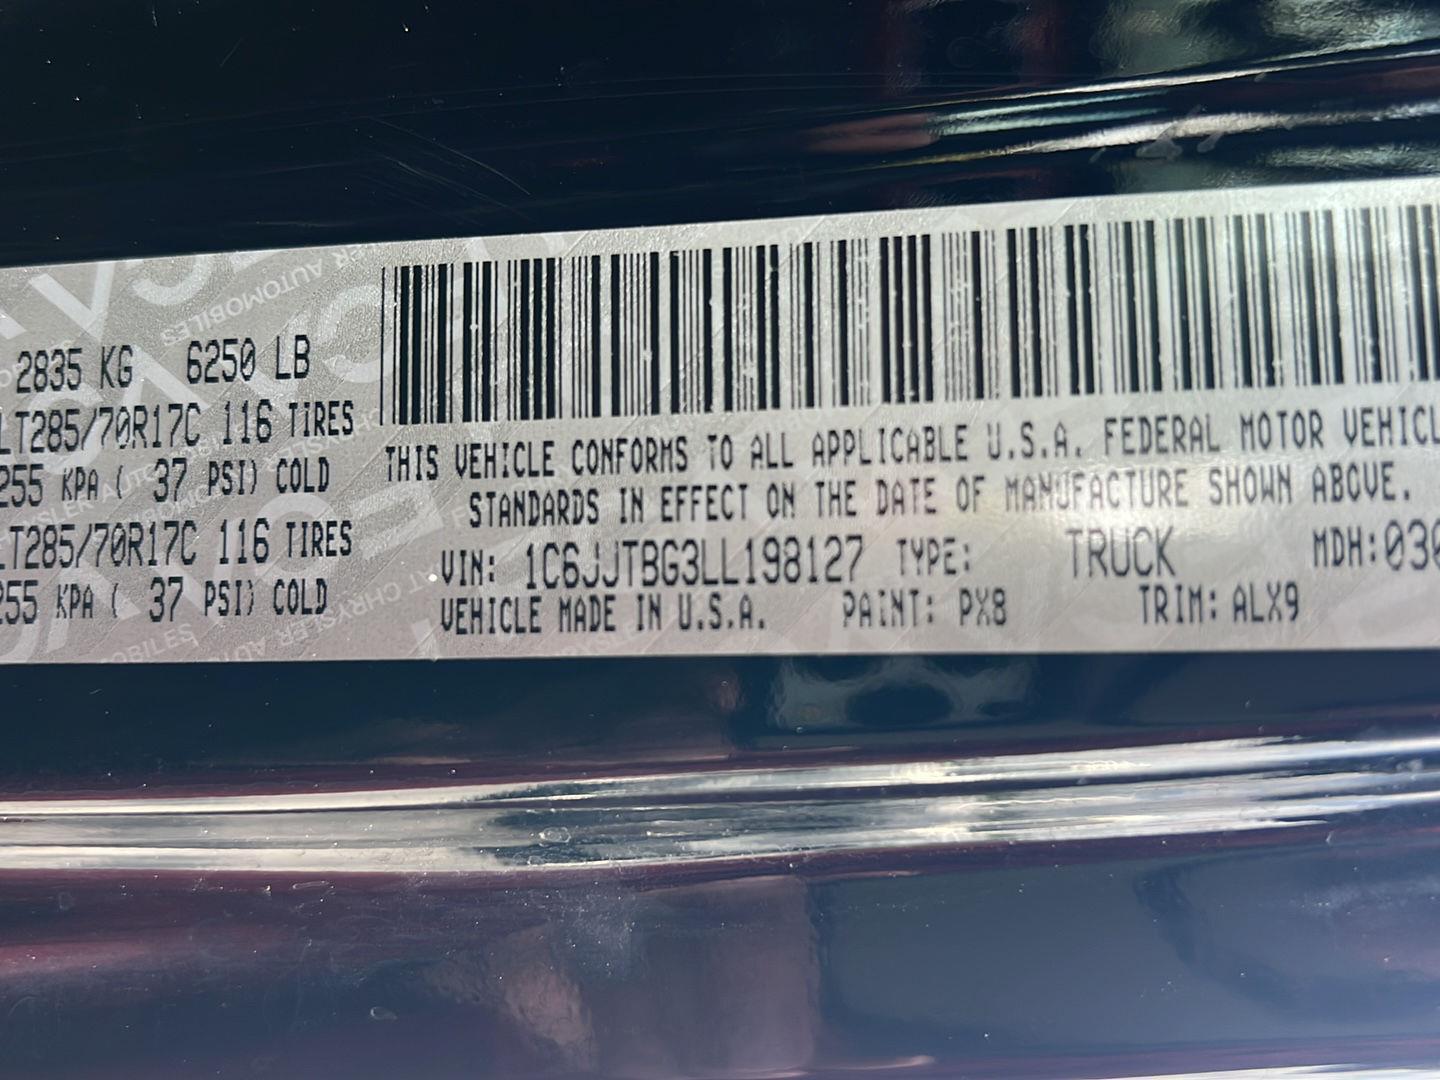 2835 KG 6250 LB
LT285/70R17C 116 TIRES
255 KPA ( 37 PSI) COLD
LT285/70R17C 116 TIRES
255 KPA ( 37 PSI) COLD
THIS VEHICLE CONFORMS TO ALL APPLICABLE U.S.A. FEDERAL MOTOR VEHICL
STANDARDS IN EFFECT ON THE DATE OF MANUFACTURE SHOWN ABOVE.
VIN: 1C6JJTBG3LL198127 TYPE: TRUCK MDH:030
VEHICLE MADE IN U.S.A. PAINT: PX8 TRIM: ALX9